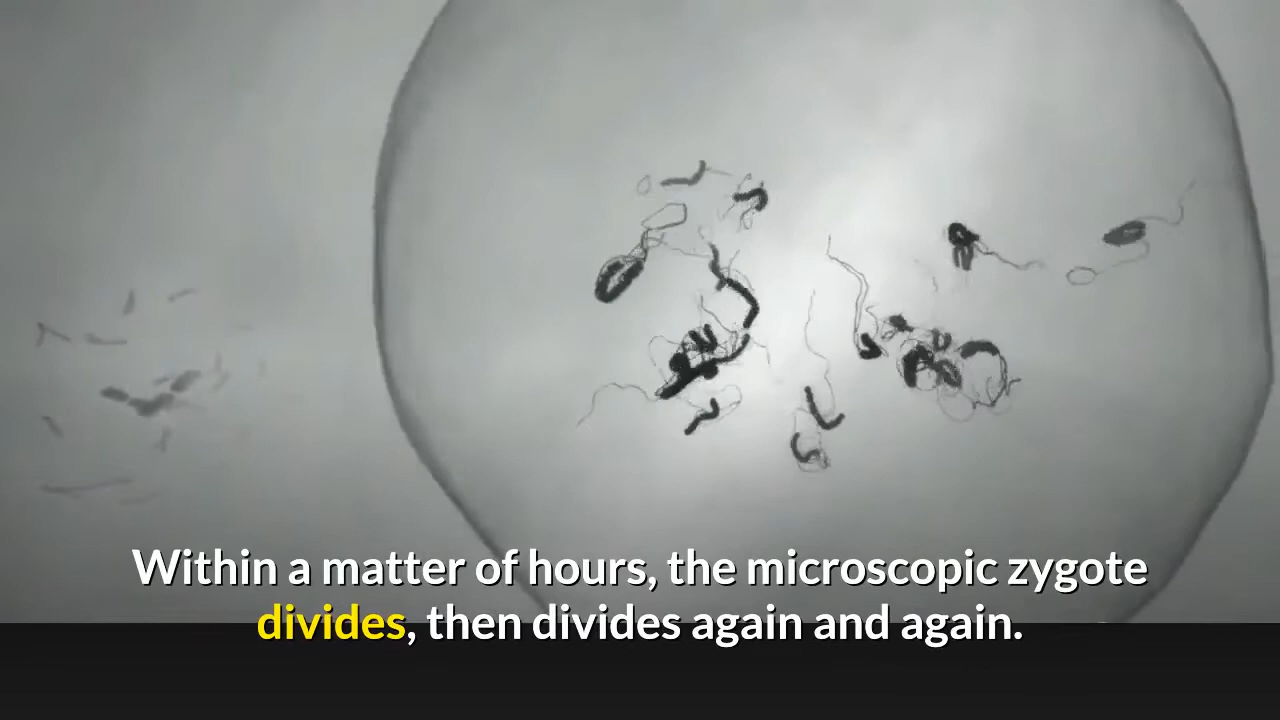 Within a matter of hours, the microscopic zygote
divides, then divides again and again.